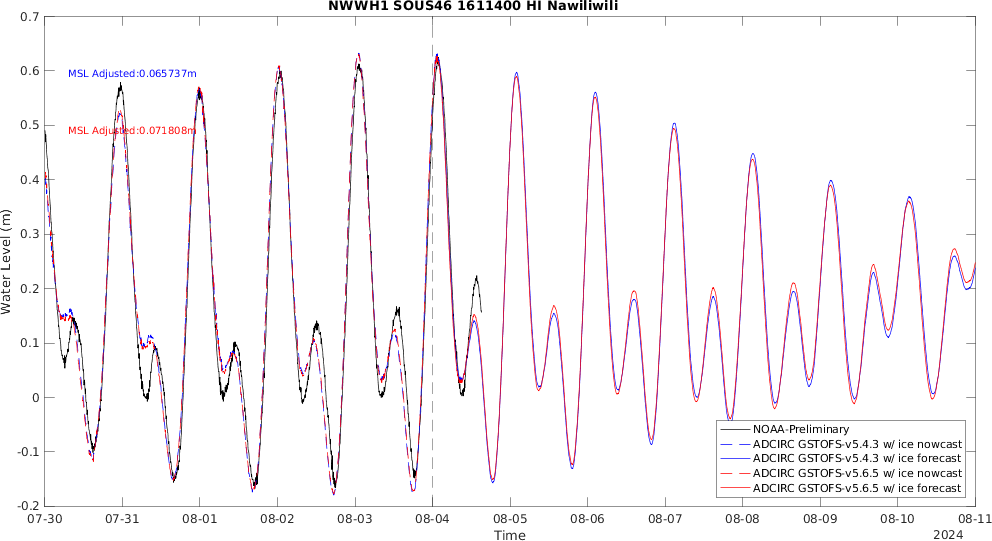 NWWH1 SOUS46 1611400 HI Nawiliwili
0.7
0.6
0.5
0.4
0.3
0.2
0.1
0
-0.1
-0.2
Water Level (m)
MSL Adjusted:0.065737m
MSL Adjusted:0.071808m
NOAA-Preliminary
ADCIRC GSTOFS-v5.4.3 w/ ice nowcast
ADCIRC GSTOFS-v5.4.3 w/ ice forecast
ADCIRC GSTOFS-v5.6.5 w/ ice nowcast
ADCIRC GSTOFS-v5.6.5 w/ ice forecast
07-30 07-31 08-01 08-02 08-03 08-04 08-05 08-06 08-07 08-08 08-09 08-10 08-11
Time
2024